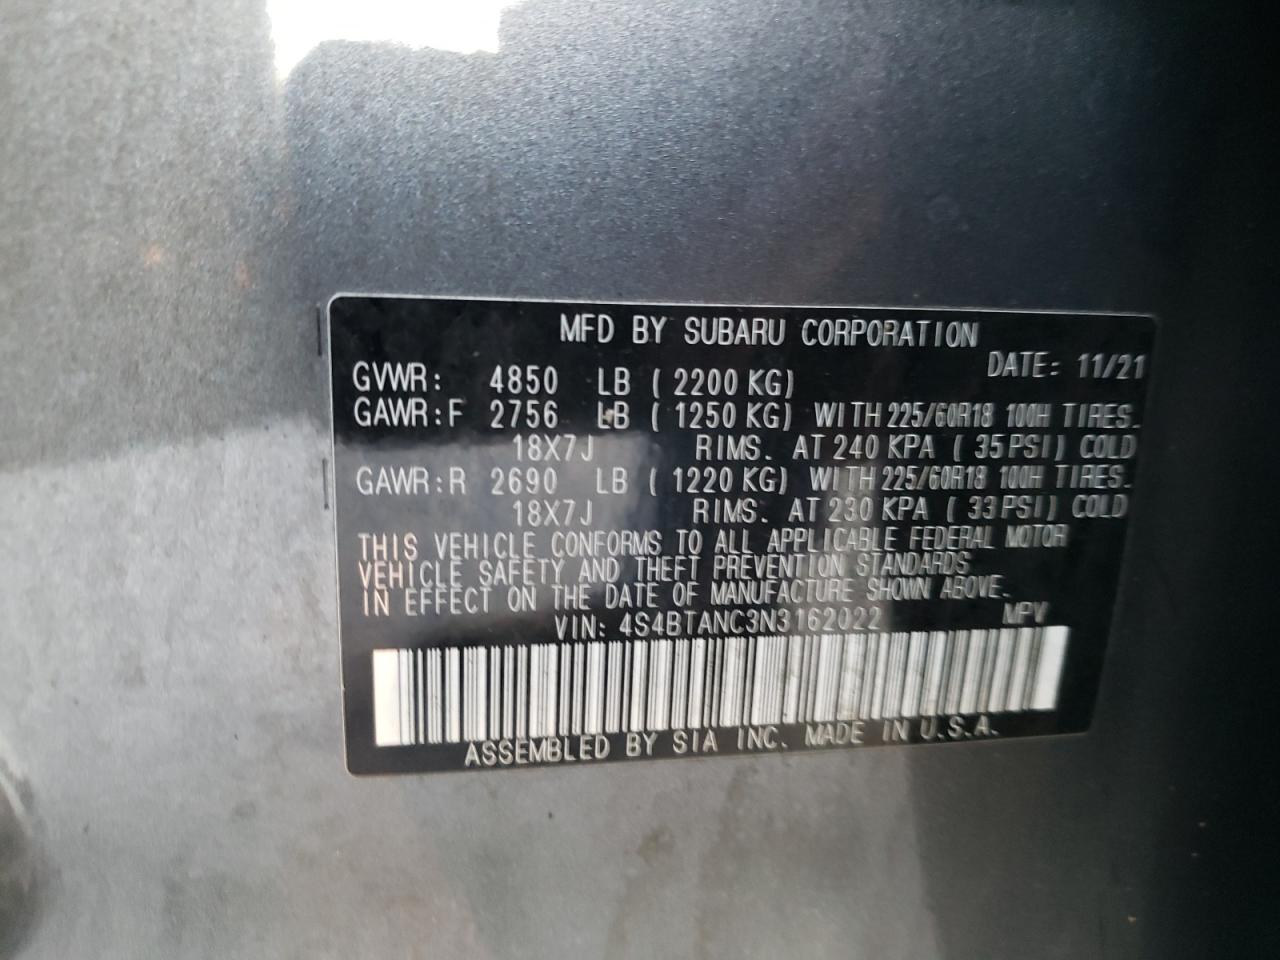 MFD BY SUBARU CORPORATION
DATE: 11/21
GVWR: 4850 LB ( 2200 KG)
GAWR:F 2756 LB ( 1250 KG) WITH 225/60R18 100H TIRES.
18X7J RIMS. AT 240 KPA ( 35 PSI) COLD
GAWR:R 2690 LB ( 1220 KG) WITH 225/60R18 100H TIRES.
18X7J RIMS. AT 230 KPA ( 33 PSI) COLD
THIS VEHICLE CONFORMS TO ALL APPLICABLE FEDERAL MOTOR
VEHICLE SAFETY AND THEFT PREVENTION STANDARDS
IN EFFECT ON THE DATE OF MANUFACTURE SHOWN ABOVE.
VIN: 4S4BTANC3N3162022 MPV
ASSEMBLED BY SIA INC. MADE IN U.S.A.